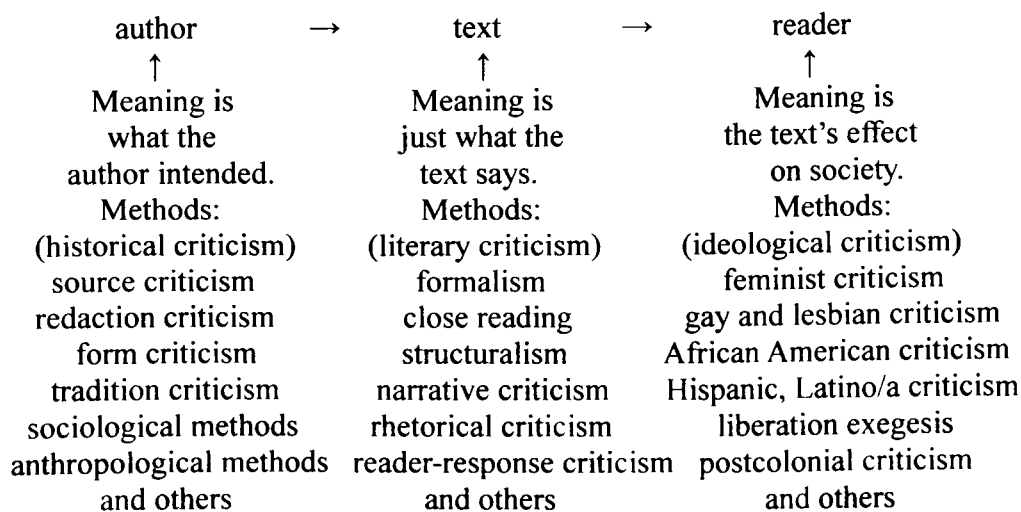 author → text → reader
↑ ↑ ↑
Meaning is
what the
author intended.
Methods:
(historical criticism)
source criticism
redaction criticism
form criticism
tradition criticism
sociological methods
anthropological methods
and others
Meaning is
just what the
text says.
Methods:
(literary criticism)
formalism
close reading
structuralism
narrative criticism
rhetorical criticism
reader-response criticism
and others
Meaning is
the text's effect
on society.
Methods:
(ideological criticism)
feminist criticism
gay and lesbian criticism
African American criticism
Hispanic, Latino/a criticism
liberation exegesis
postcolonial criticism
and others